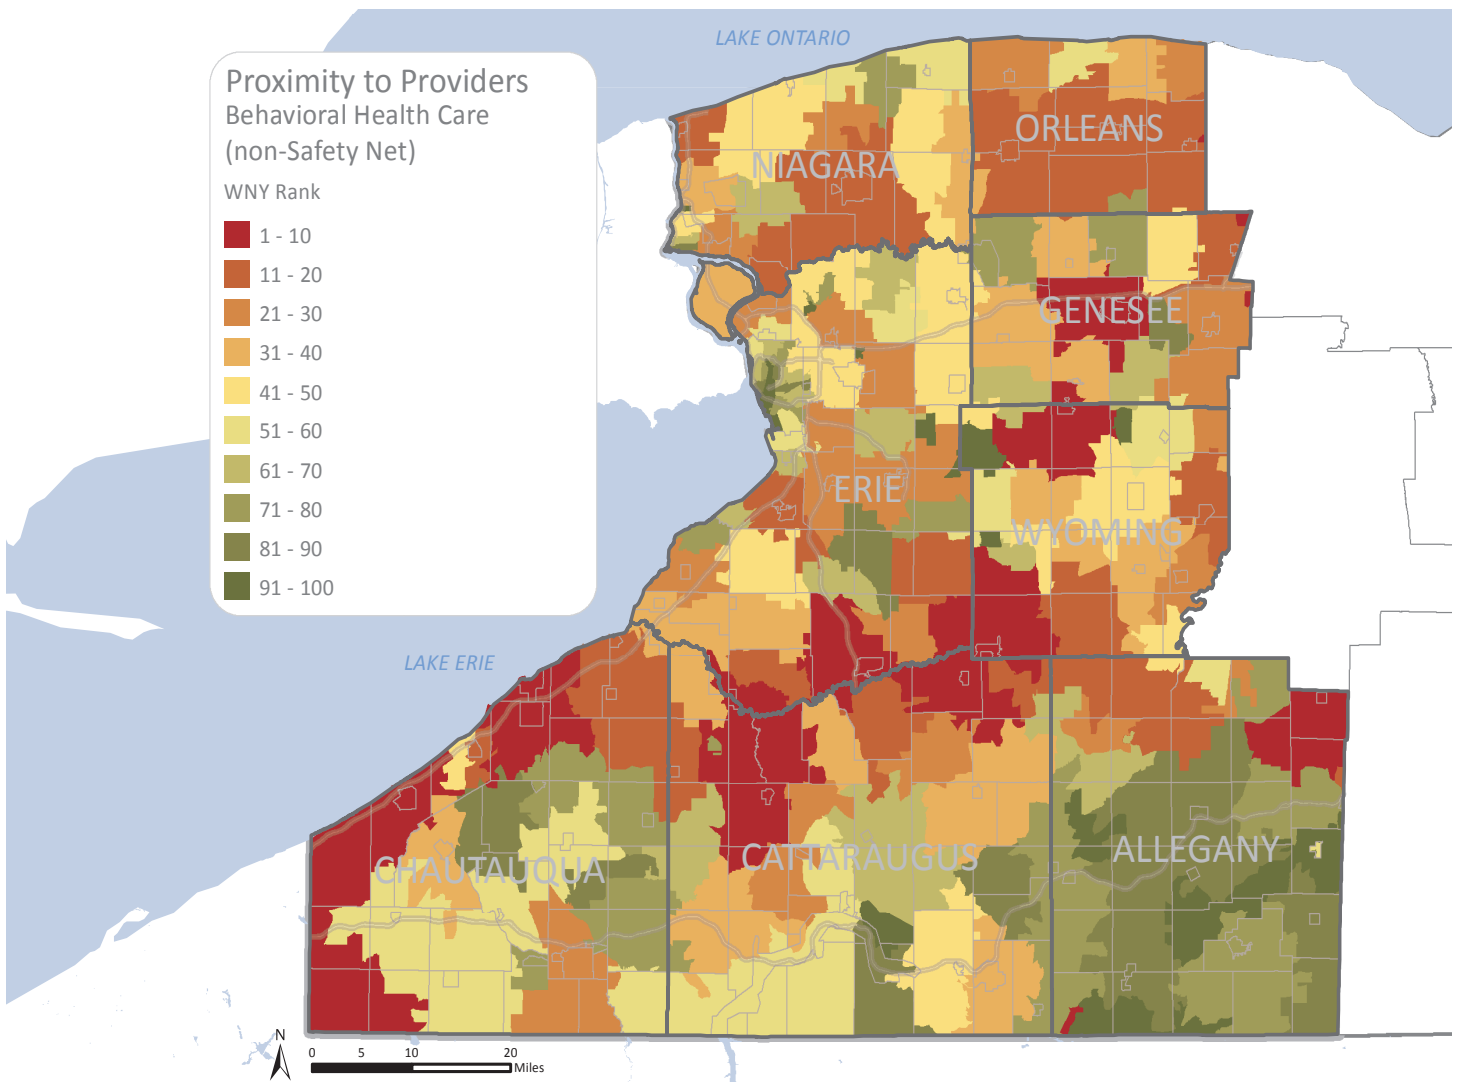 LAKE ONTARIO
Proximity to Providers
Behavioral Health Care
(non-Safety Net)
WNY Rank
1 - 10
11 - 20
21 - 30
31 - 40
41 - 50
51 - 60
61 - 70
71 - 80
81 - 90
91 - 100
ORLEANS
NIAGARA
GENESEE
ERIE
WYOMING
LAKE ERIE
CHAUTAUQUA
CATTARAUGUS
ALLEGANY
N
0 5 10 20
Miles